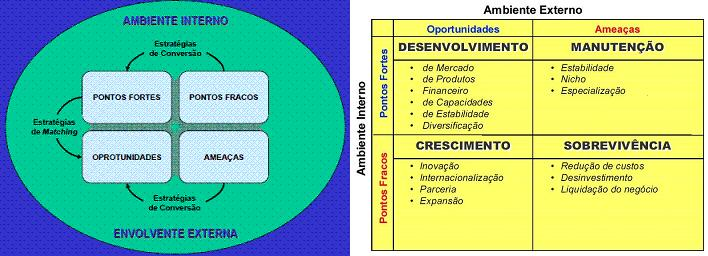 AMBIENTE INTERNO
Estratégias
de Conversão
PONTOS FORTES
PONTOS FRACOS
Estratégias
de Matching
OPROTUNIDADES
AMEAÇAS
Estratégias
de Conversão
ENVOLVENTE EXTERNA
Ambiente Externo
Oportunidades
Ameaças
Ambiente Interno
Pontos Fortes
DESENVOLVIMENTO
• de Mercado
• de Produtos
• Financeiro
• de Capacidades
• de Estabilidade
• Diversificação
MANUTENÇÃO
• Estabilidade
• Nicho
• Especialização
Pontos Fracos
CRESCIMENTO
• Inovação
• Internacionalização
• Parceria
• Expansão
SOBREVIVÊNCIA
• Redução de custos
• Desinvestimento
• Liquidação do negócio